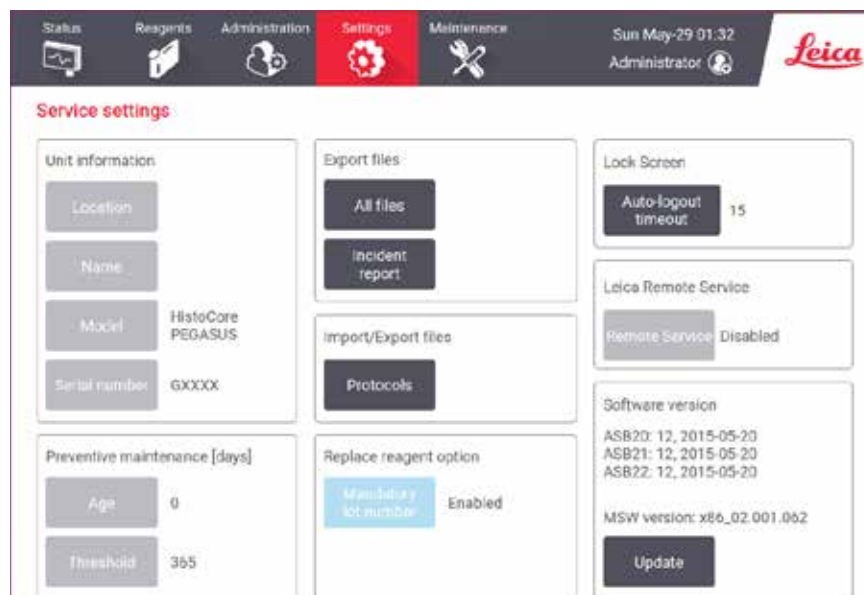 Status
Reagents
Administration
Settings
Maintenance
Sun May-29 01:32
Administrator
Leica
Service settings
Unit information
Location
Name
Model
HistoCore
PEGASUS
Serial number
GXXXX
Preventive maintenance [days]
Age
0
Threshold
365
Export files
All files
Incident
report
Import/Export files
Protocols
Replace reagent option
Mandatory
lot number
Enabled
Lock Screen
Auto-logout
timeout
15
Leica Remote Service
Remote Service
Disabled
Software version
ASB20: 12, 2015-05-20
ASB21: 12, 2015-05-20
ASB22: 12, 2015-05-20
MSW version: x86_02.001.062
Update